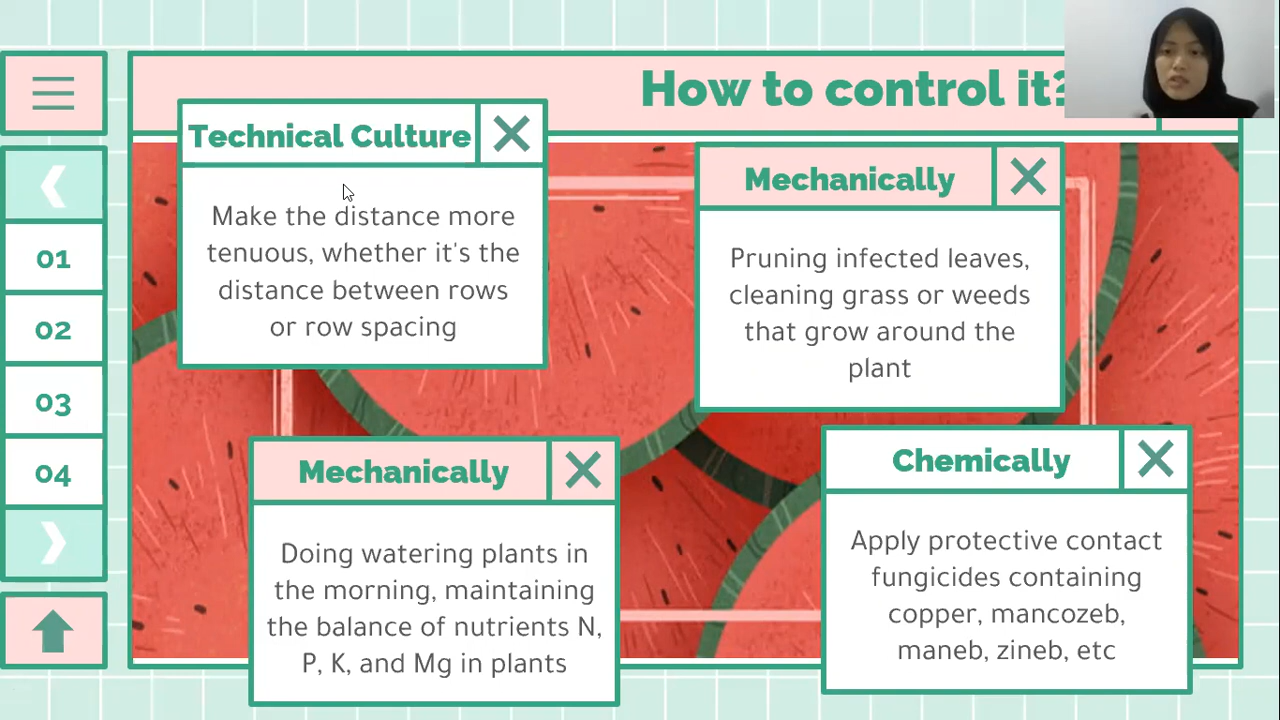 How to control it?
Technical Culture
Make the distance more
tenuous, whether it's the
distance between rows
or row spacing
Mechanically
Pruning infected leaves,
cleaning grass or weeds
that grow around the
plant
01
02
03
04
Mechanically
Doing watering plants in
the morning, maintaining
the balance of nutrients N,
P, K, and Mg in plants
Chemically
Apply protective contact
fungicides containing
copper, mancozeb,
maneb, zineb, etc